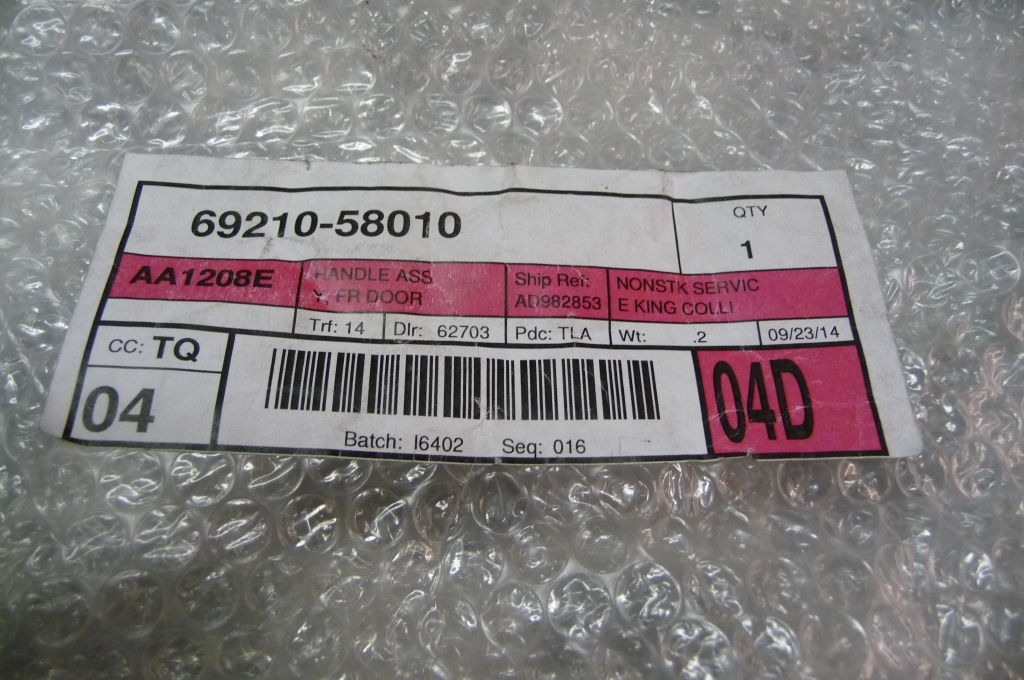 69210-58010
QTY
1
AA1208E
HANDLE ASS
Y, FR DOOR
Ship Ref:
AD982853
NONSTK SERVIC
E KING COLLI
Trf: 14
Dlr: 62703
Pdc: TLA
Wt: .2
09/23/14
CC: TQ
04
04D
Batch: I6402 Seq: 016